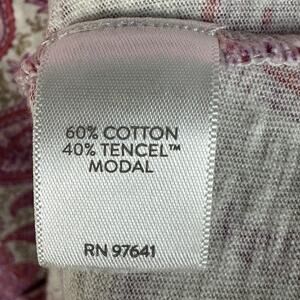 60% COTTON
40% TENCEL™
MODAL
RN 97641